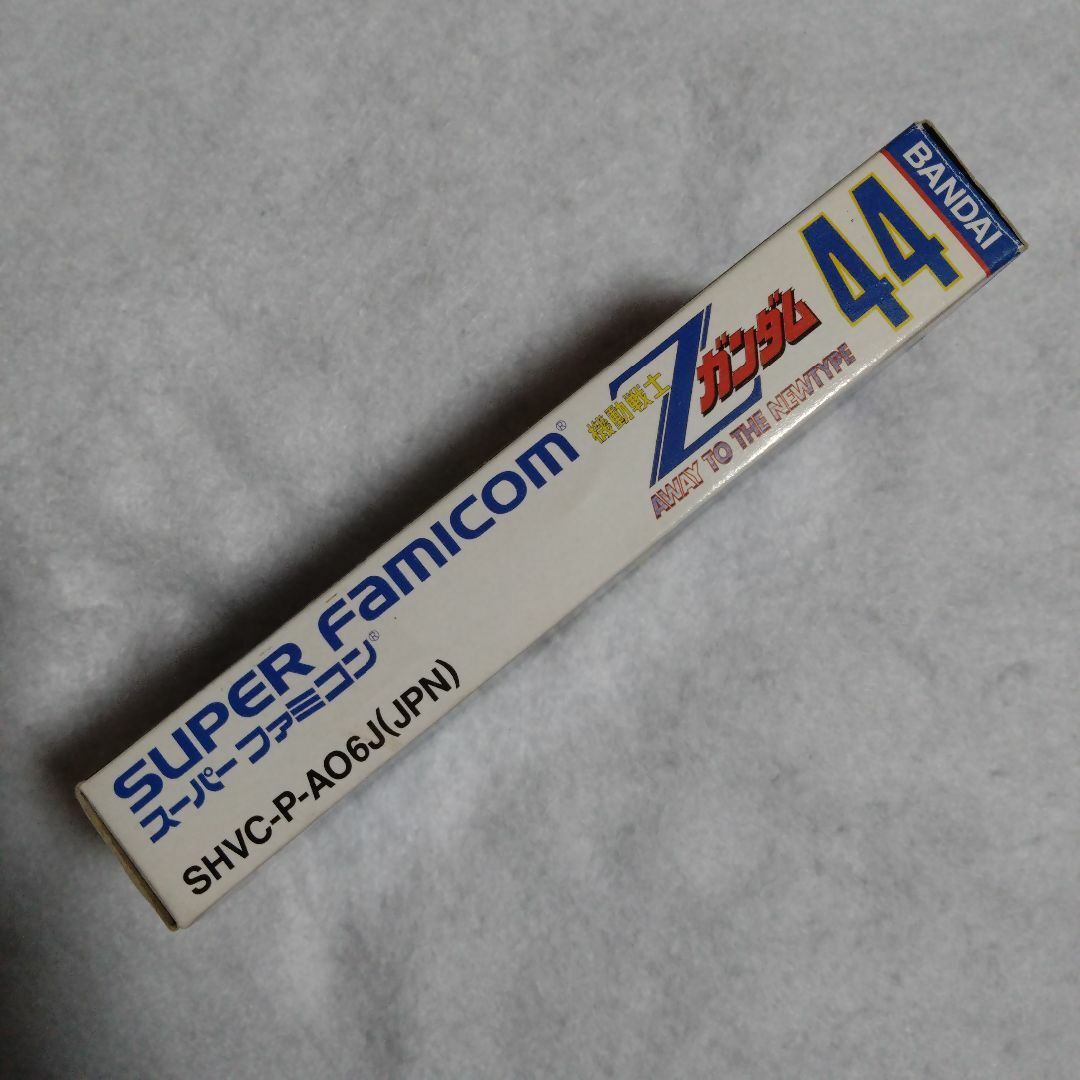 SUPER FamICOM®
スーパーファミコン®
SHVC-P-AO6J(JPN)
機動戦士
Zガンダム
AWAY TO THE NEWTYPE
44
BANDAI